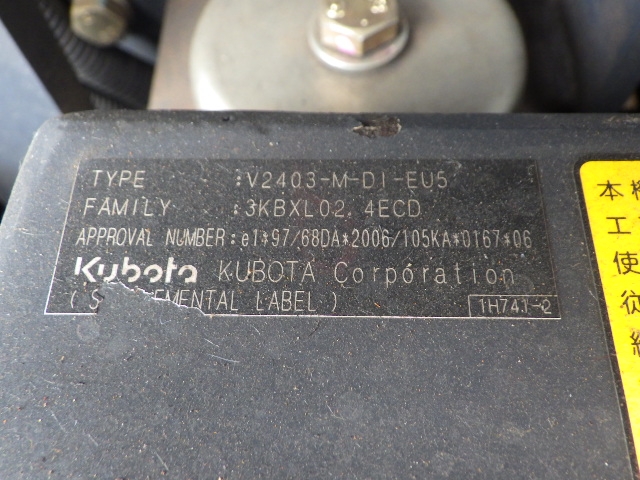 TYPE :V2403-M-DI-EU5
FAMILY :3KBXL02.4ECD
APPROVAL NUMBER:e1*97/68DA*2006/105KA*0167*06
Kubota KUBOTA Corporation
LABEL )
1H741-2
本機
工
使
従